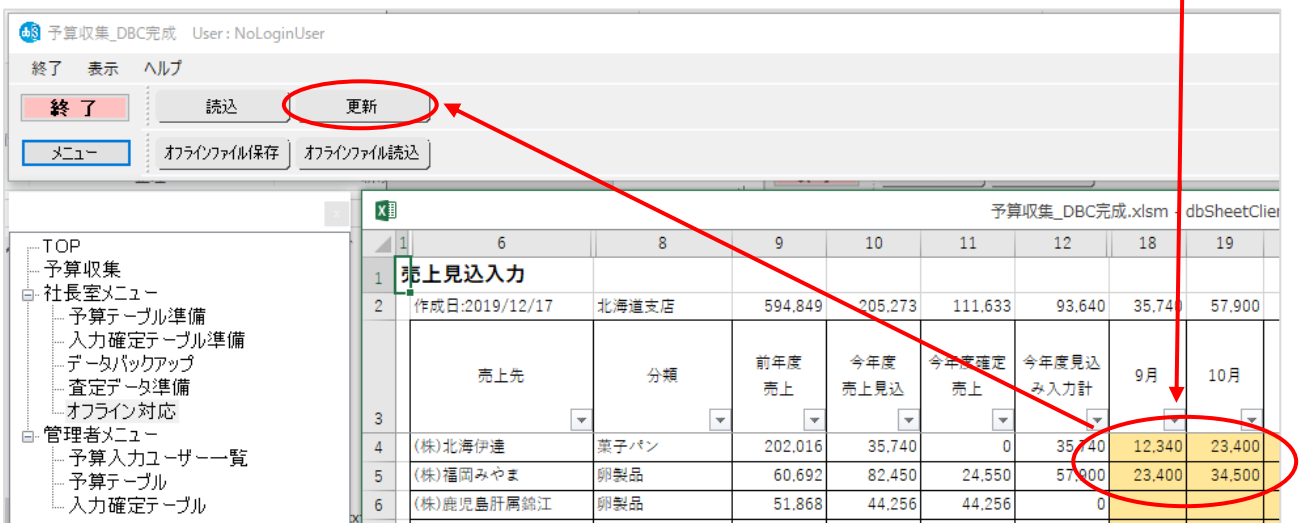 予算収集_DBC完成 User : NoLoginUser
終了 表示 ヘルプ
終 了 読込 更新
メニュー オフラインファイル保存 オフラインファイル読込
予算収集_DBC完成.xlsm - dbSheetClie
TOP
予算収集
社長室メニュー
予算テーブル準備
入力確定テーブル準備
データバックアップ
査定データ準備
オフライン対応
管理者メニュー
予算入力ユーザー一覧
予算テーブル
入力確定テーブル
1 6 8 9 10 11 12 18 19
1 売上見込入力
2 作成日:2019/12/17 北海道支店 594,849 205,273 111,633 93,640 35,740 57,900
3 売上先 分類 前年度売上 今年度売上見込 今年度確定売上 今年度見込み入力計 9月 10月
4 (株)北海伊達 菓子パン 202,016 35,740 0 35,740 12,340 23,400
5 (株)福岡みやま 卵製品 60,692 82,450 24,550 57,900 23,400 34,500
6 (株)鹿児島肝属錦江 卵製品 51,868 44,256 44,256 0